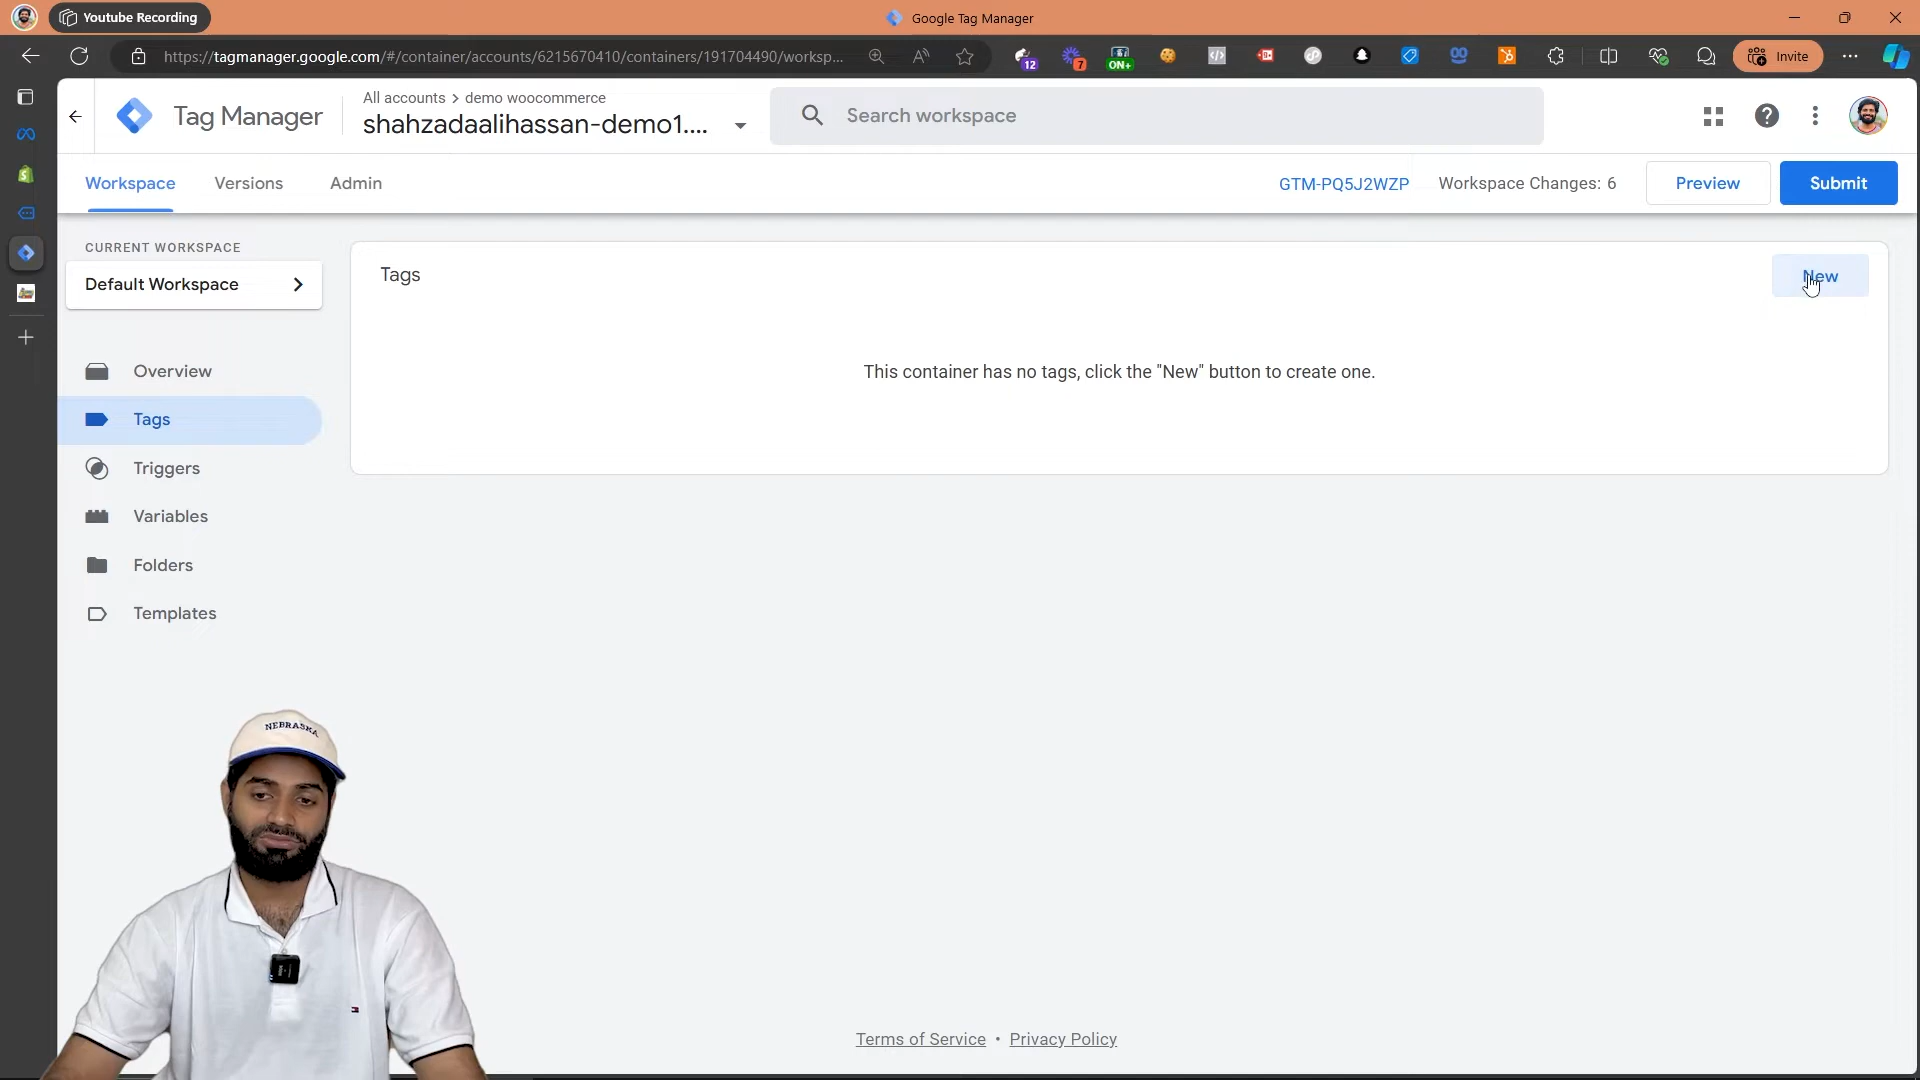 Youtube Recording
Google Tag Manager
https://tagmanager.google.com/#/container/accounts/6215670410/containers/191704490/worksp...
12
7
ON+
Invite
Tag Manager
All accounts > demo woocommerce
shahzadaalihassan-demo1....
Search workspace
Workspace
Versions
Admin
GTM-PQ5J2WZP
Workspace Changes: 6
Preview
Submit
CURRENT WORKSPACE
Default Workspace
Tags
New
This container has no tags, click the "New" button to create one.
Overview
Tags
Triggers
Variables
Folders
Templates
NEBRASKA
Terms of Service • Privacy Policy